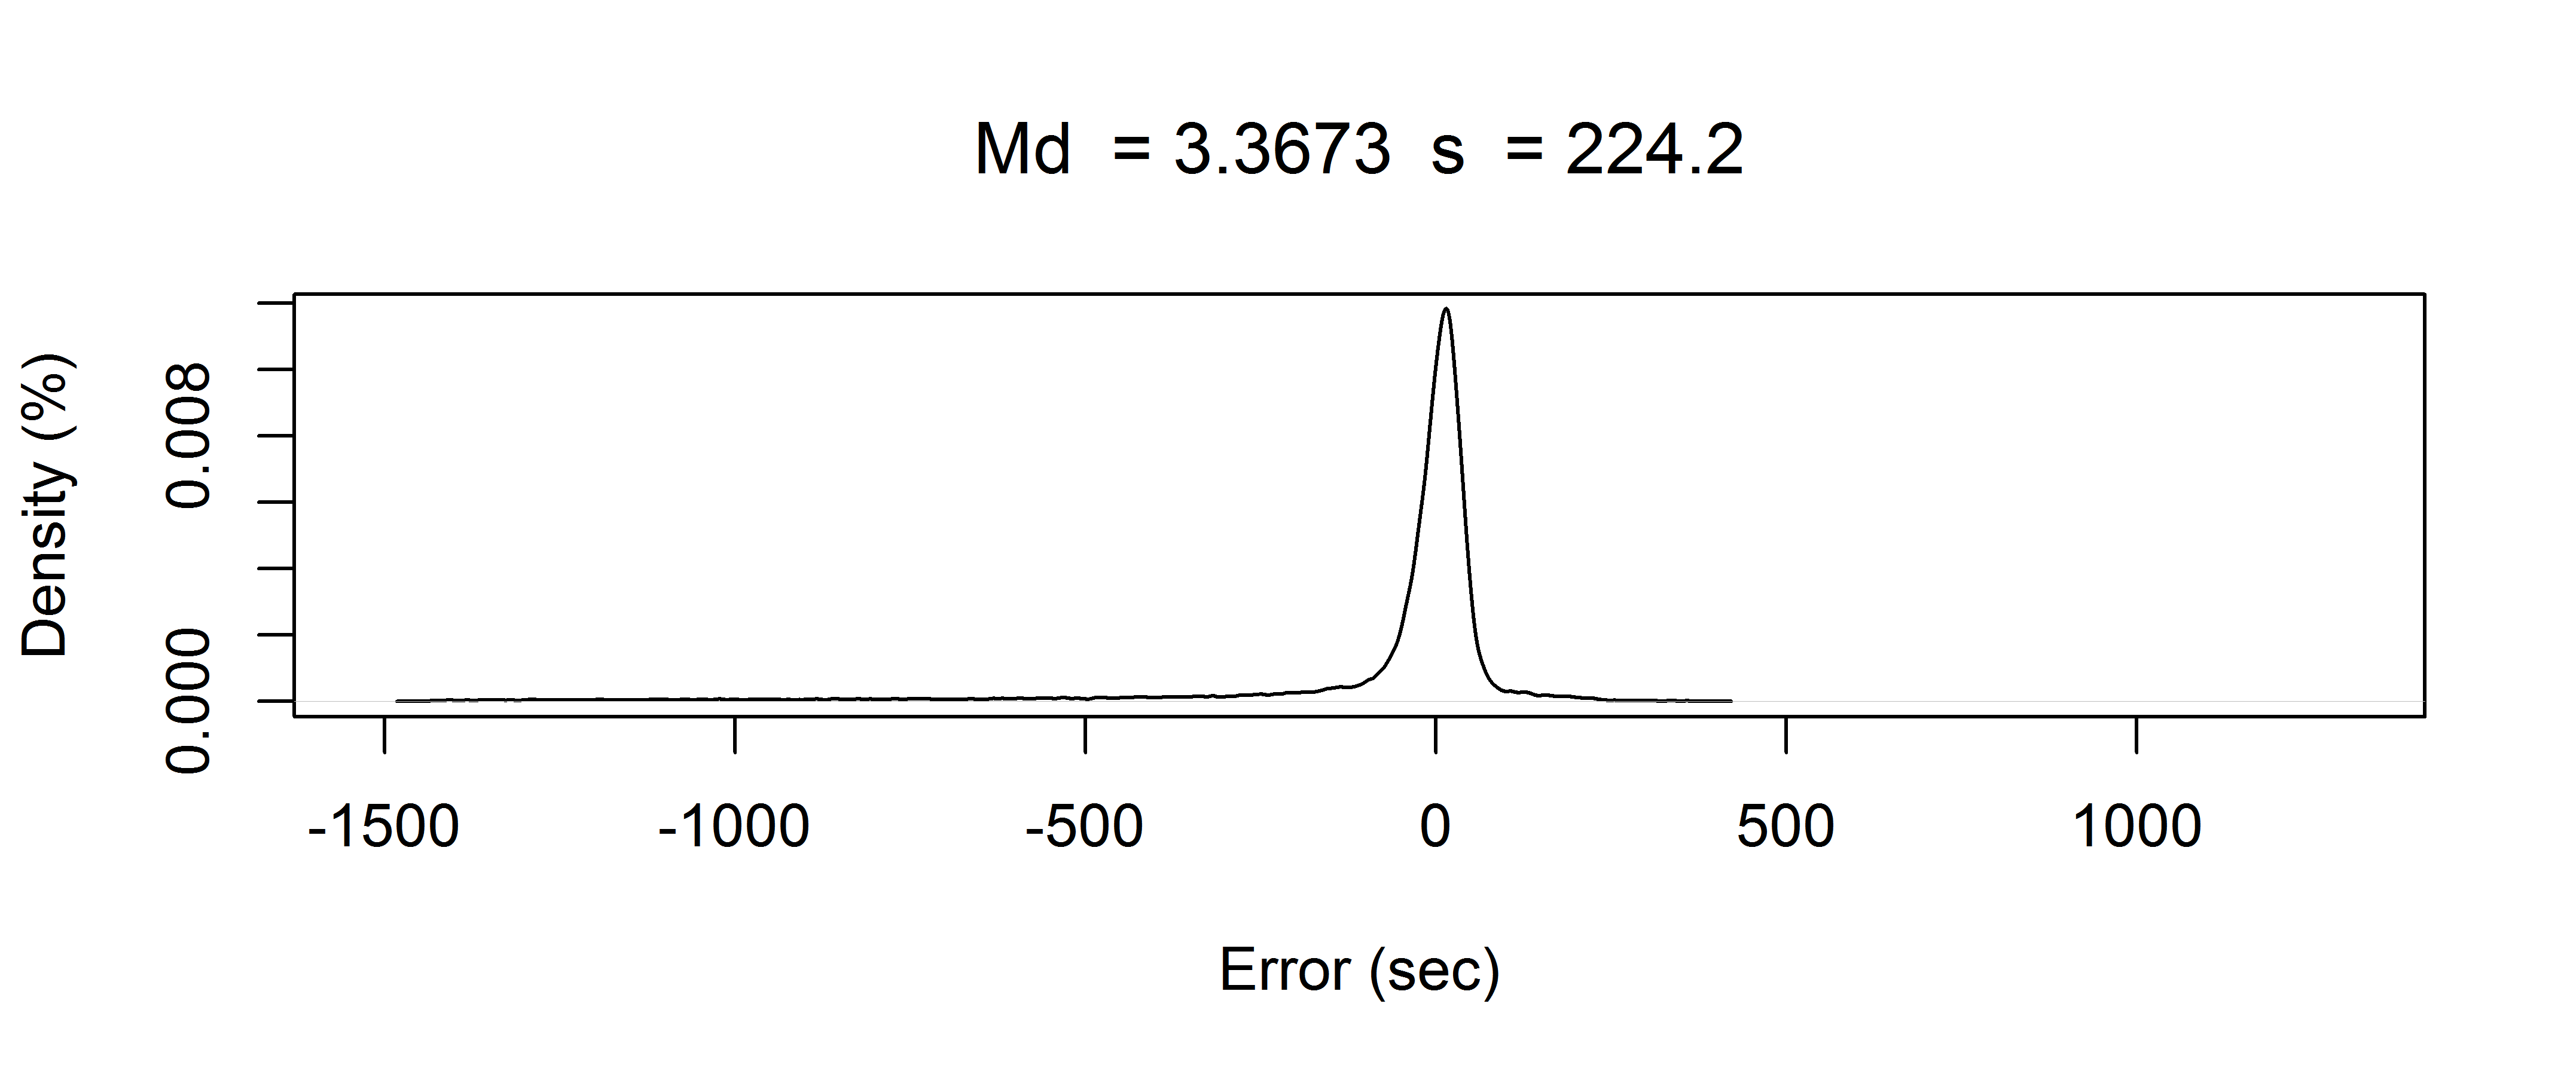 Md = 3.3673 s = 224.2
Density (%)
0.008
0.000
-1500 -1000 -500 0 500 1000
Error (sec)